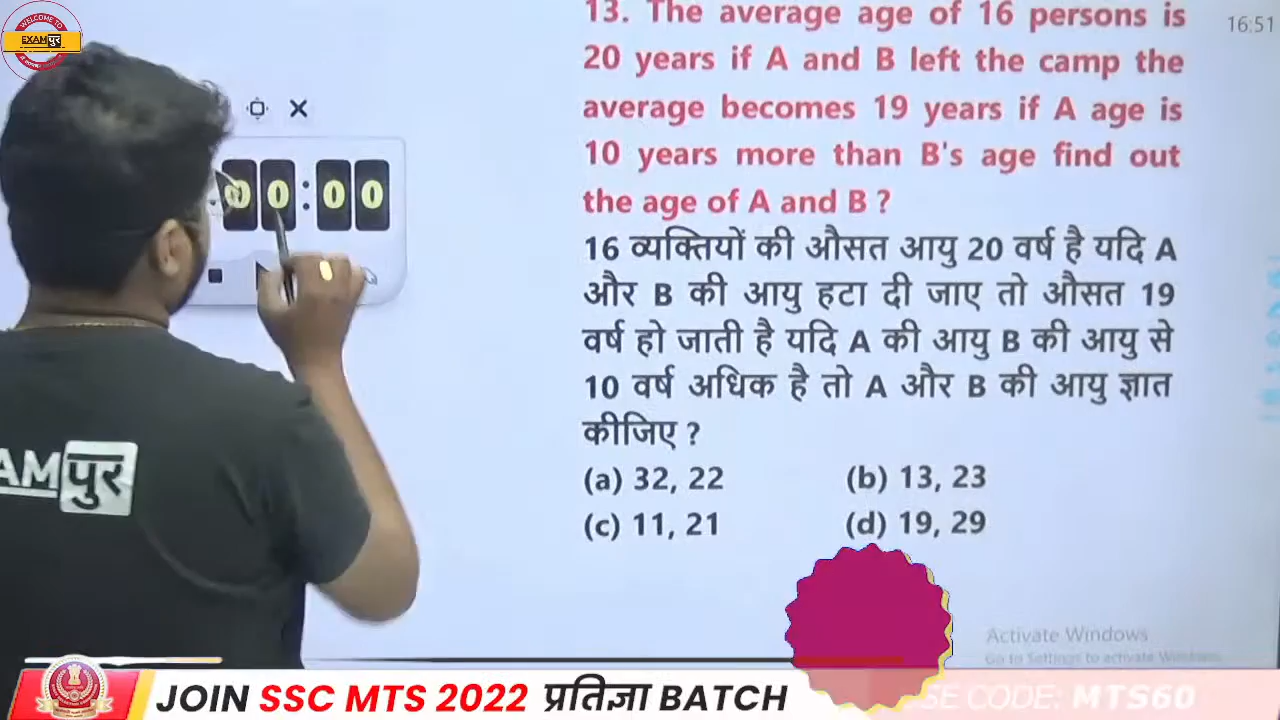 WELCOME TO
EXAMपुर
13. The average age of 16 persons is
16:51
20 years if A and B left the camp the
average becomes 19 years if A age is
10 years more than B's age find out
the age of A and B ?
00:00
16 व्यक्तियों की औसत आयु 20 वर्ष है यदि A
और B की आयु हटा दी जाए तो औसत 19
वर्ष हो जाती है यदि A की आयु B की आयु से
10 वर्ष अधिक है तो A और B की आयु ज्ञात
कीजिए ?
(a) 32, 22 (b) 13, 23
(c) 11, 21 (d) 19, 29
AMपुर
Activate Windows
Go to Settings to activate Windows.
JOIN SSC MTS 2022 प्रतिज्ञा BATCH
SE CODE: MTS60